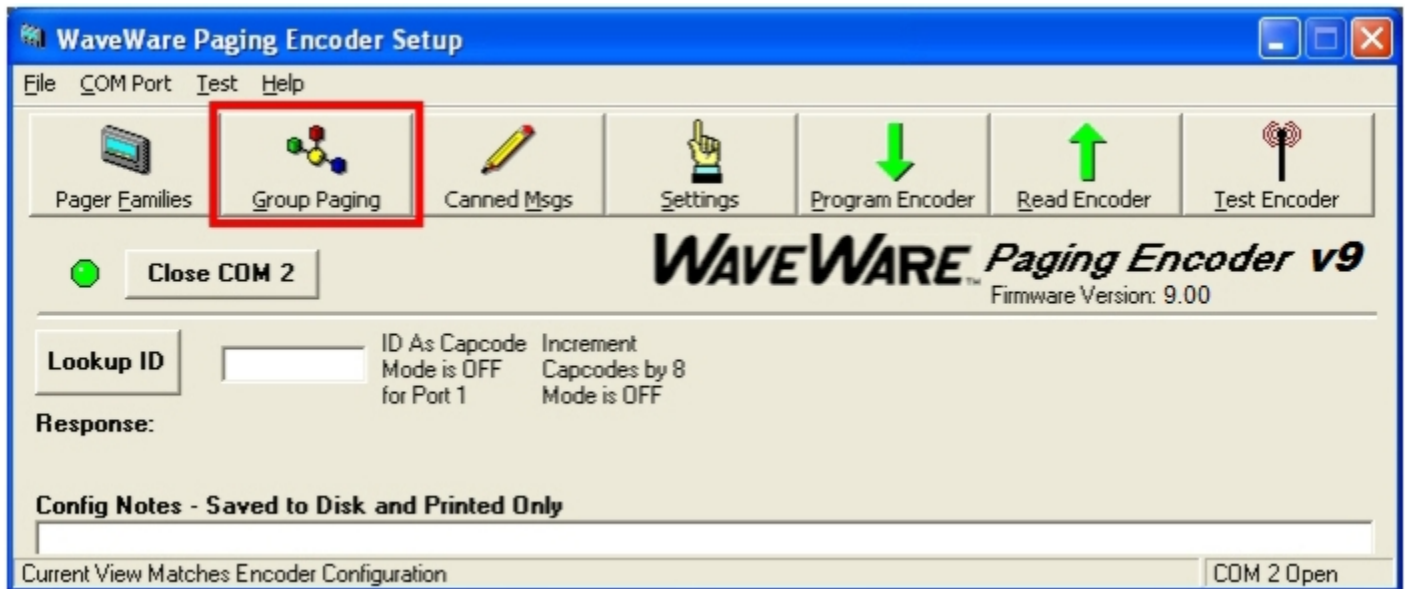 WaveWare Paging Encoder Setup
File COM Port Test Help
Pager Families Group Paging Canned Msgs Settings Program Encoder Read Encoder Test Encoder
Close COM 2
WAVEWARE™ Paging Encoder v9
Firmware Version: 9.00
Lookup ID
ID As Capcode
Mode is OFF
for Port 1
Increment
Capcodes by 8
Mode is OFF
Response:
Config Notes - Saved to Disk and Printed Only
Current View Matches Encoder Configuration COM 2 Open